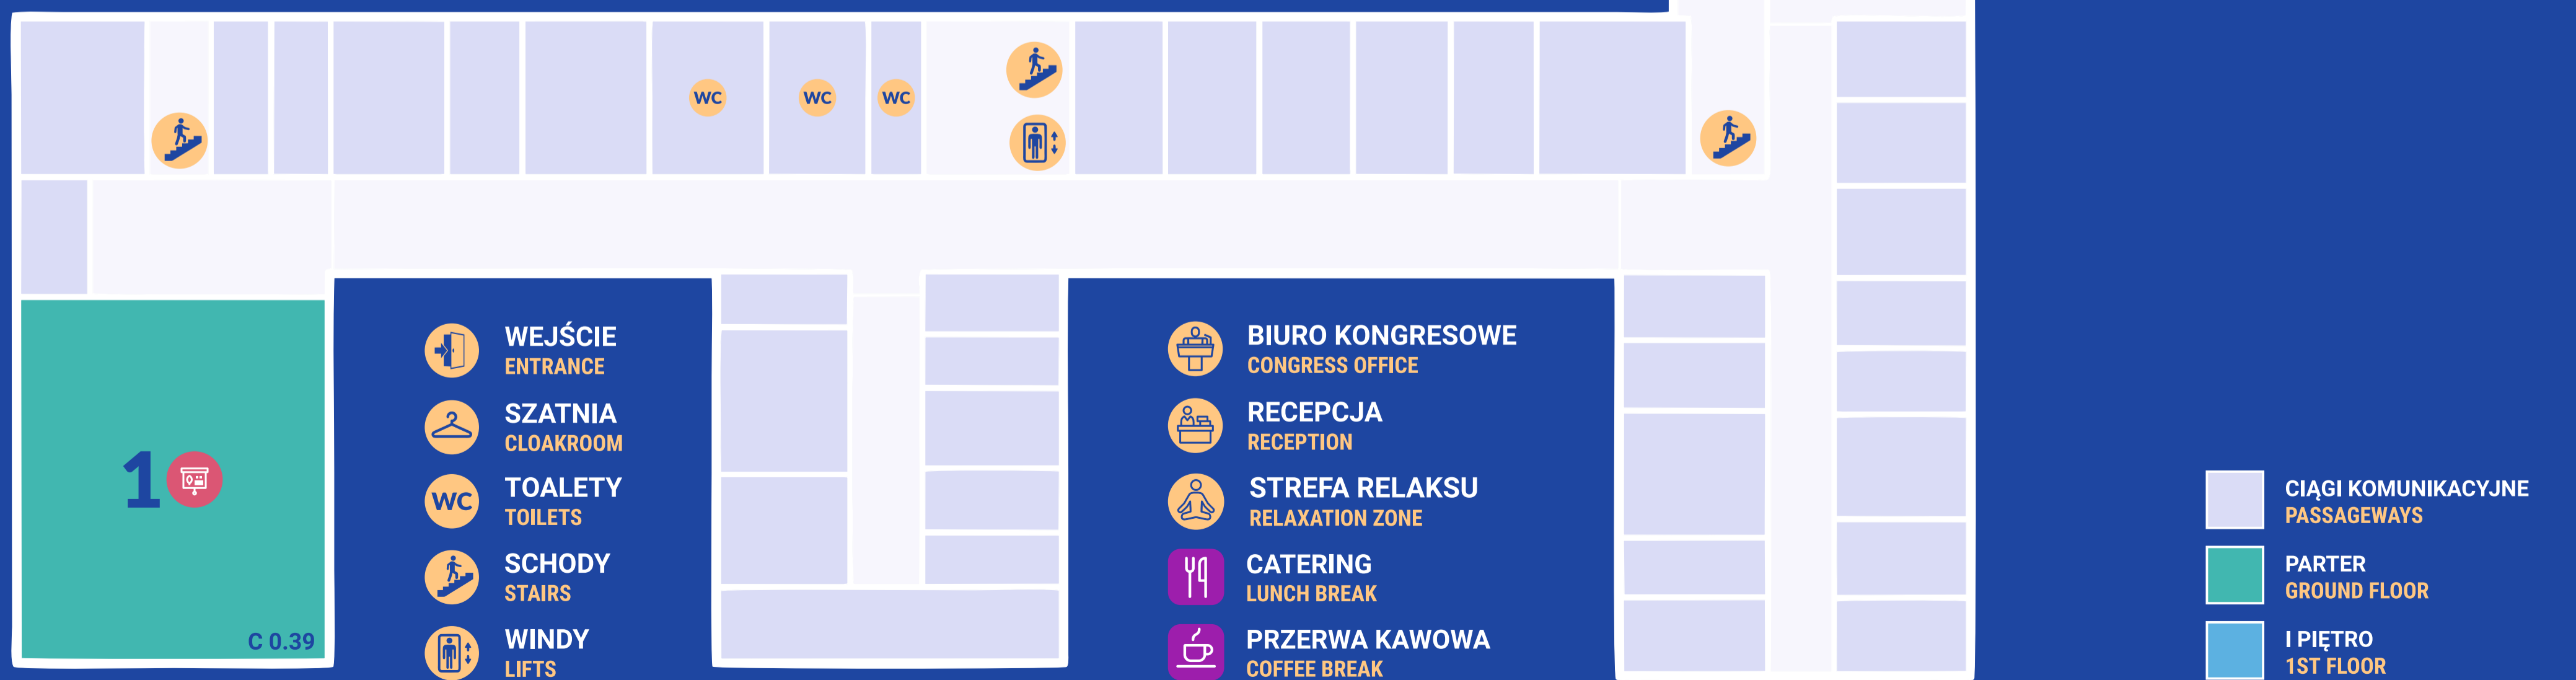 WC
WC
WC
1
C 0.39
WEJŚCIE
ENTRANCE
SZATNIA
CLOAKROOM
WC
TOALETY
TOILETS
SCHODY
STAIRS
WINDY
LIFTS
BIURO KONGRESOWE
CONGRESS OFFICE
RECEPCJA
RECEPTION
STREFA RELAKSU
RELAXATION ZONE
CATERING
LUNCH BREAK
PRZERWA KAWOWA
COFFEE BREAK
CIĄGI KOMUNIKACYJNE
PASSAGEWAYS
PARTER
GROUND FLOOR
I PIĘTRO
1ST FLOOR